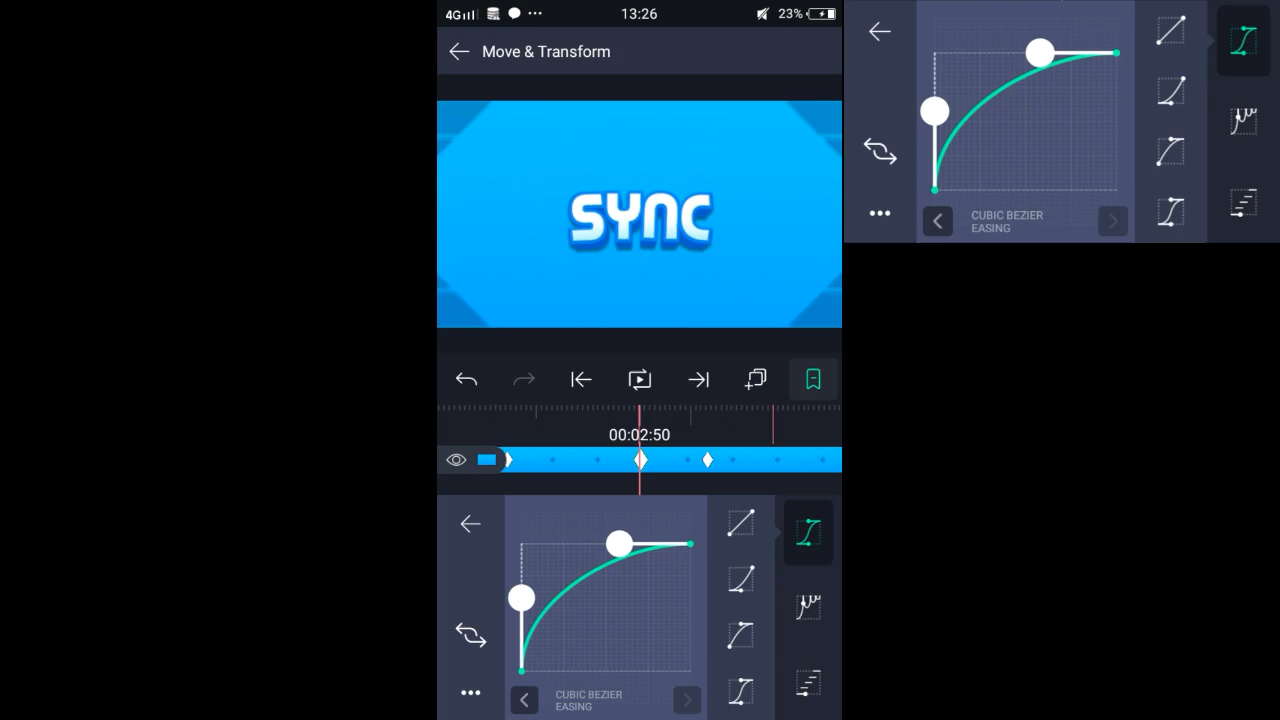 4G 13:26 23%
Move & Transform
SYNC
00:02:50
CUBIC BEZIER
EASING
CUBIC BEZIER
EASING